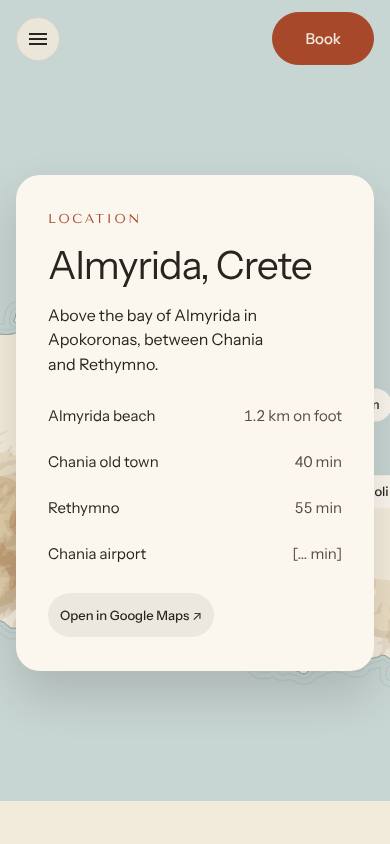 Book
LOCATION
Almyrida, Crete
Above the bay of Almyrida in
Apokoronas, between Chania
and Rethymno.
Almyrida beach 1.2 km on foot
Chania old town 40 min
Rethymno 55 min
Chania airport [… min]
Open in Google Maps ↗